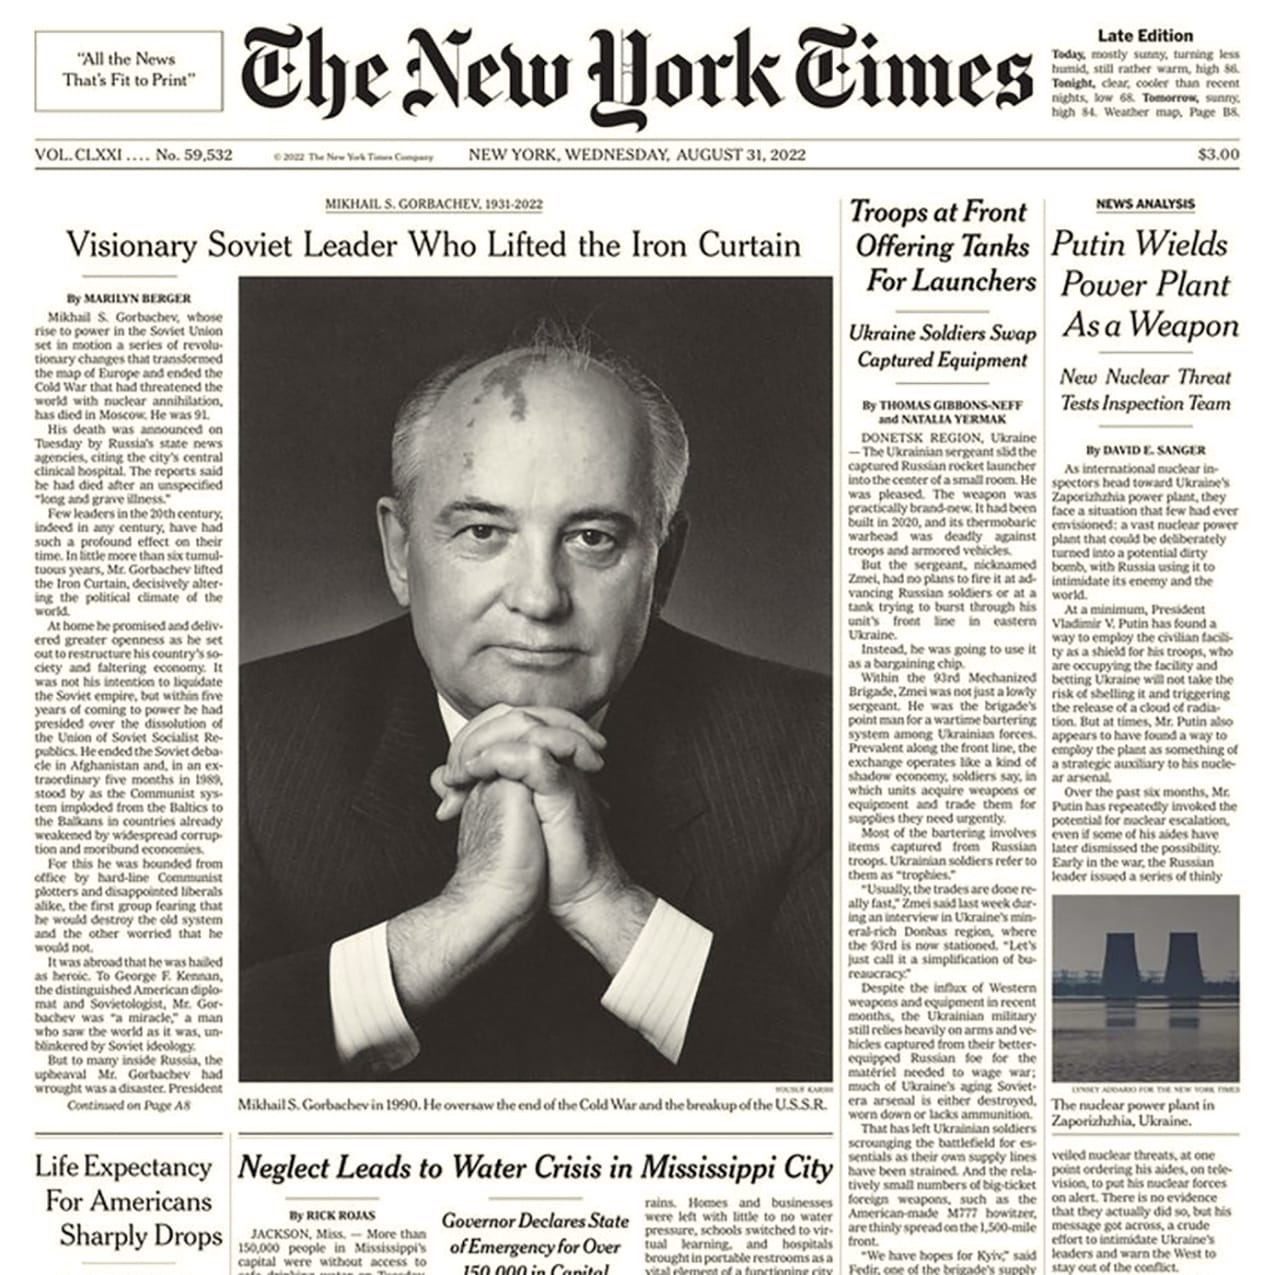 "All the News
That's Fit to Print"
The New York Times
Late Edition
Today, mostly sunny, turning less
humid, still rather warm, high 86.
Tonight, clear, cooler than recent
nights, low 68. Tomorrow, sunny,
high 84. Weather map, Page B8.
VOL. CLXXI .... No. 59,532
© 2022 The New York Times Company
NEW YORK, WEDNESDAY, AUGUST 31, 2022
$3.00
MIKHAIL S. GORBACHEV, 1931-2022
Visionary Soviet Leader Who Lifted the Iron Curtain
By MARILYN BERGER
Mikhail S. Gorbachev, whose
rise to power in the Soviet Union
set in motion a series of revolu-
tionary changes that transformed
the map of Europe and ended the
Cold War that had threatened the
world with nuclear annihilation,
has died in Moscow. He was 91.
His death was announced on
Tuesday by Russia's state news
agencies, citing the city's central
clinical hospital. The reports said
he had died after an unspecified
"long and grave illness."
Few leaders in the 20th century,
indeed in any century, have had
such a profound effect on their
time. In little more than six tumul-
tuous years, Mr. Gorbachev lifted
the Iron Curtain, decisively alter-
ing the political climate of the
world.
At home he promised and deliv-
ered greater openness as he set
out to restructure his country's so-
ciety and faltering economy. It
was not his intention to liquidate
the Soviet empire, but within five
years of coming to power he had
presided over the dissolution of
the Union of Soviet Socialist Re-
publics. He ended the Soviet deba-
cle in Afghanistan and, in an ex-
traordinary five months in 1989,
stood by as the Communist sys-
tem imploded from the Baltics to
the Balkans in countries already
weakened by widespread corrup-
tion and moribund economies.
For this he was hounded from
office by hard-line Communist
plotters and disappointed liberals
alike, the first group fearing that
he would destroy the old system
and the other worried that he
would not.
It was abroad that he was hailed
as heroic. To George F. Kennan,
the distinguished American diplo-
mat and Sovietologist, Mr. Gor-
bachev was "a miracle," a man
who saw the world as it was, un-
blinkered by Soviet ideology.
But to many inside Russia, the
upheaval Mr. Gorbachev had
wrought was a disaster. President
Continued on Page A8
YOUSUF KARSH
Mikhail S. Gorbachev in 1990. He oversaw the end of the Cold War and the breakup of the U.S.S.R.
Troops at Front
Offering Tanks
For Launchers
Ukraine Soldiers Swap
Captured Equipment
By THOMAS GIBBONS-NEFF
and NATALIA YERMAK
DONETSK REGION, Ukraine
— The Ukrainian sergeant slid the
captured Russian rocket launcher
into the center of a small room. He
was pleased. The weapon was
practically brand-new. It had been
built in 2020, and its thermobaric
warhead was deadly against
troops and armored vehicles.
But the sergeant, nicknamed
Zmei, had no plans to fire it at ad-
vancing Russian soldiers or at a
tank trying to burst through his
unit's front line in eastern
Ukraine.
Instead, he was going to use it
as a bargaining chip.
Within the 93rd Mechanized
Brigade, Zmei was not just a lowly
sergeant. He was the brigade's
point man for a wartime bartering
system among Ukrainian forces.
Prevalent along the front line, the
exchange operates like a kind of
shadow economy, soldiers say, in
which units acquire weapons or
equipment and trade them for
supplies they need urgently.
Most of the bartering involves
items captured from Russian
troops. Ukrainian soldiers refer to
them as "trophies."
"Usually, the trades are done re-
ally fast," Zmei said last week dur-
ing an interview in Ukraine's min-
eral-rich Donbas region, where
the 93rd is now stationed. "Let's
just call it a simplification of bu-
reaucracy."
Despite the influx of Western
weapons and equipment in recent
months, the Ukrainian military
still relies heavily on arms and ve-
hicles captured from their better-
equipped Russian foe for the
matériel needed to wage war;
much of Ukraine's aging Soviet-
era arsenal is either destroyed,
worn down or lacks ammunition.
That has left Ukrainian soldiers
scrounging the battlefield for es-
sentials as their own supply lines
have been strained. And the rela-
tively small numbers of big-ticket
foreign weapons, such as the
American-made M777 howitzer,
are thinly spread on the 1,500-mile
front.
"We have hopes for Kyiv," said
Fedir, one of the brigade's supply
NEWS ANALYSIS
Putin Wields
Power Plant
As a Weapon
New Nuclear Threat
Tests Inspection Team
By DAVID E. SANGER
As international nuclear in-
spectors head toward Ukraine's
Zaporizhzhia power plant, they
face a situation that few had ever
envisioned: a vast nuclear power
plant that could be deliberately
turned into a potential dirty
bomb, with Russia using it to
intimidate its enemy and the
world.
At a minimum, President
Vladimir V. Putin has found a
way to employ the civilian facili-
ty as a shield for his troops, who
are occupying the facility and
betting Ukraine will not take the
risk of shelling it and triggering
the release of a cloud of radia-
tion. But at times, Mr. Putin also
appears to have found a way to
employ the plant as something of
a strategic auxiliary to his nucle-
ar arsenal.
Over the past six months, Mr.
Putin has repeatedly invoked the
potential for nuclear escalation,
even if some of his aides have
later dismissed the possibility.
Early in the war, the Russian
leader issued a series of thinly
LYNSEY ADDARIO FOR THE NEW YORK TIMES
The nuclear power plant in
Zaporizhzhia, Ukraine.
veiled nuclear threats, at one
point ordering his aides, on tele-
vision, to put his nuclear forces
on alert. There is no evidence
that they actually did so, but his
message got across, a crude
effort to intimidate Ukraine's
leaders and warn the West to
stay out of the conflict.
Life Expectancy
For Americans
Sharply Drops
Neglect Leads to Water Crisis in Mississippi City
By RICK ROJAS
JACKSON, Miss. — More than
150,000 people in Mississippi's
capital were without access to
safe drinking water on Tuesday
Governor Declares State
of Emergency for Over
150,000 in Capital
rains. Homes and businesses
were left with little to no water
pressure, schools switched to vir-
tual learning, and hospitals
brought in portable restrooms as a
vital element of a functioning city